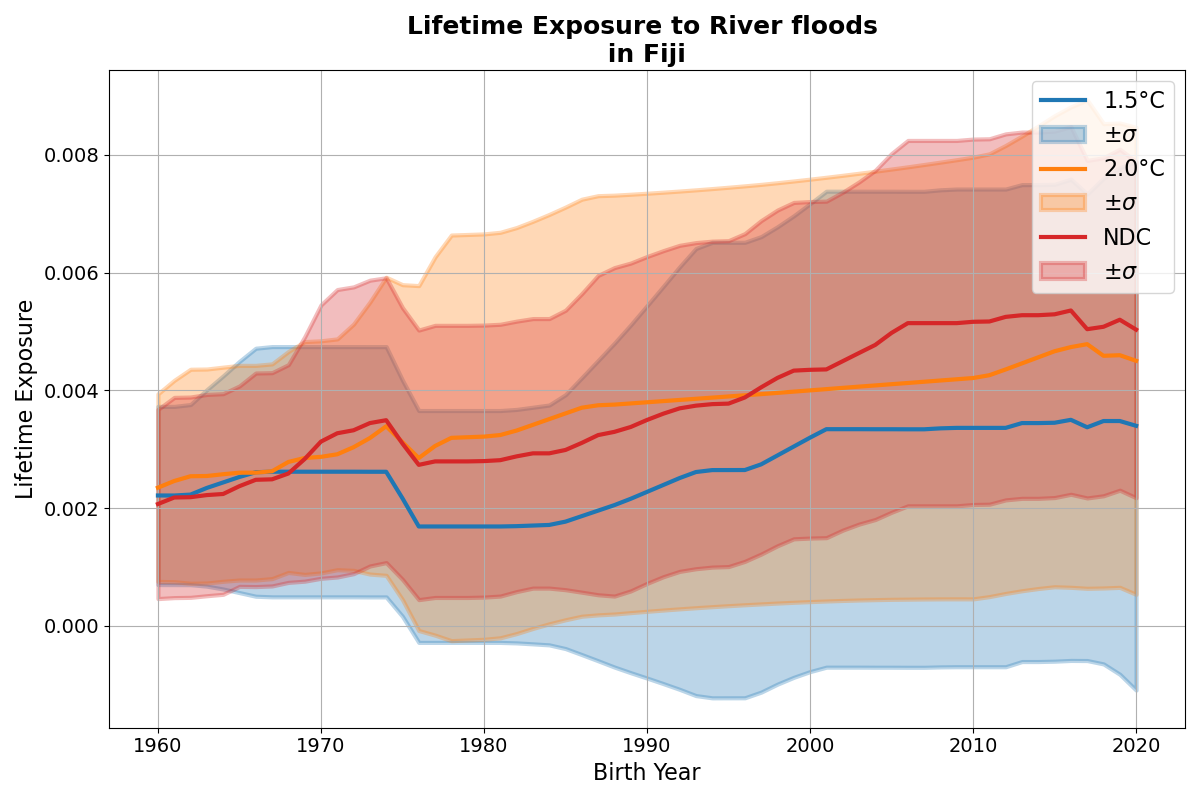 Lifetime Exposure to River floods
in Fiji
1.5°C
±σ
2.0°C
±σ
NDC
±σ
Lifetime Exposure
0.008
0.006
0.004
0.002
0.000
1960 1970 1980 1990 2000 2010 2020
Birth Year